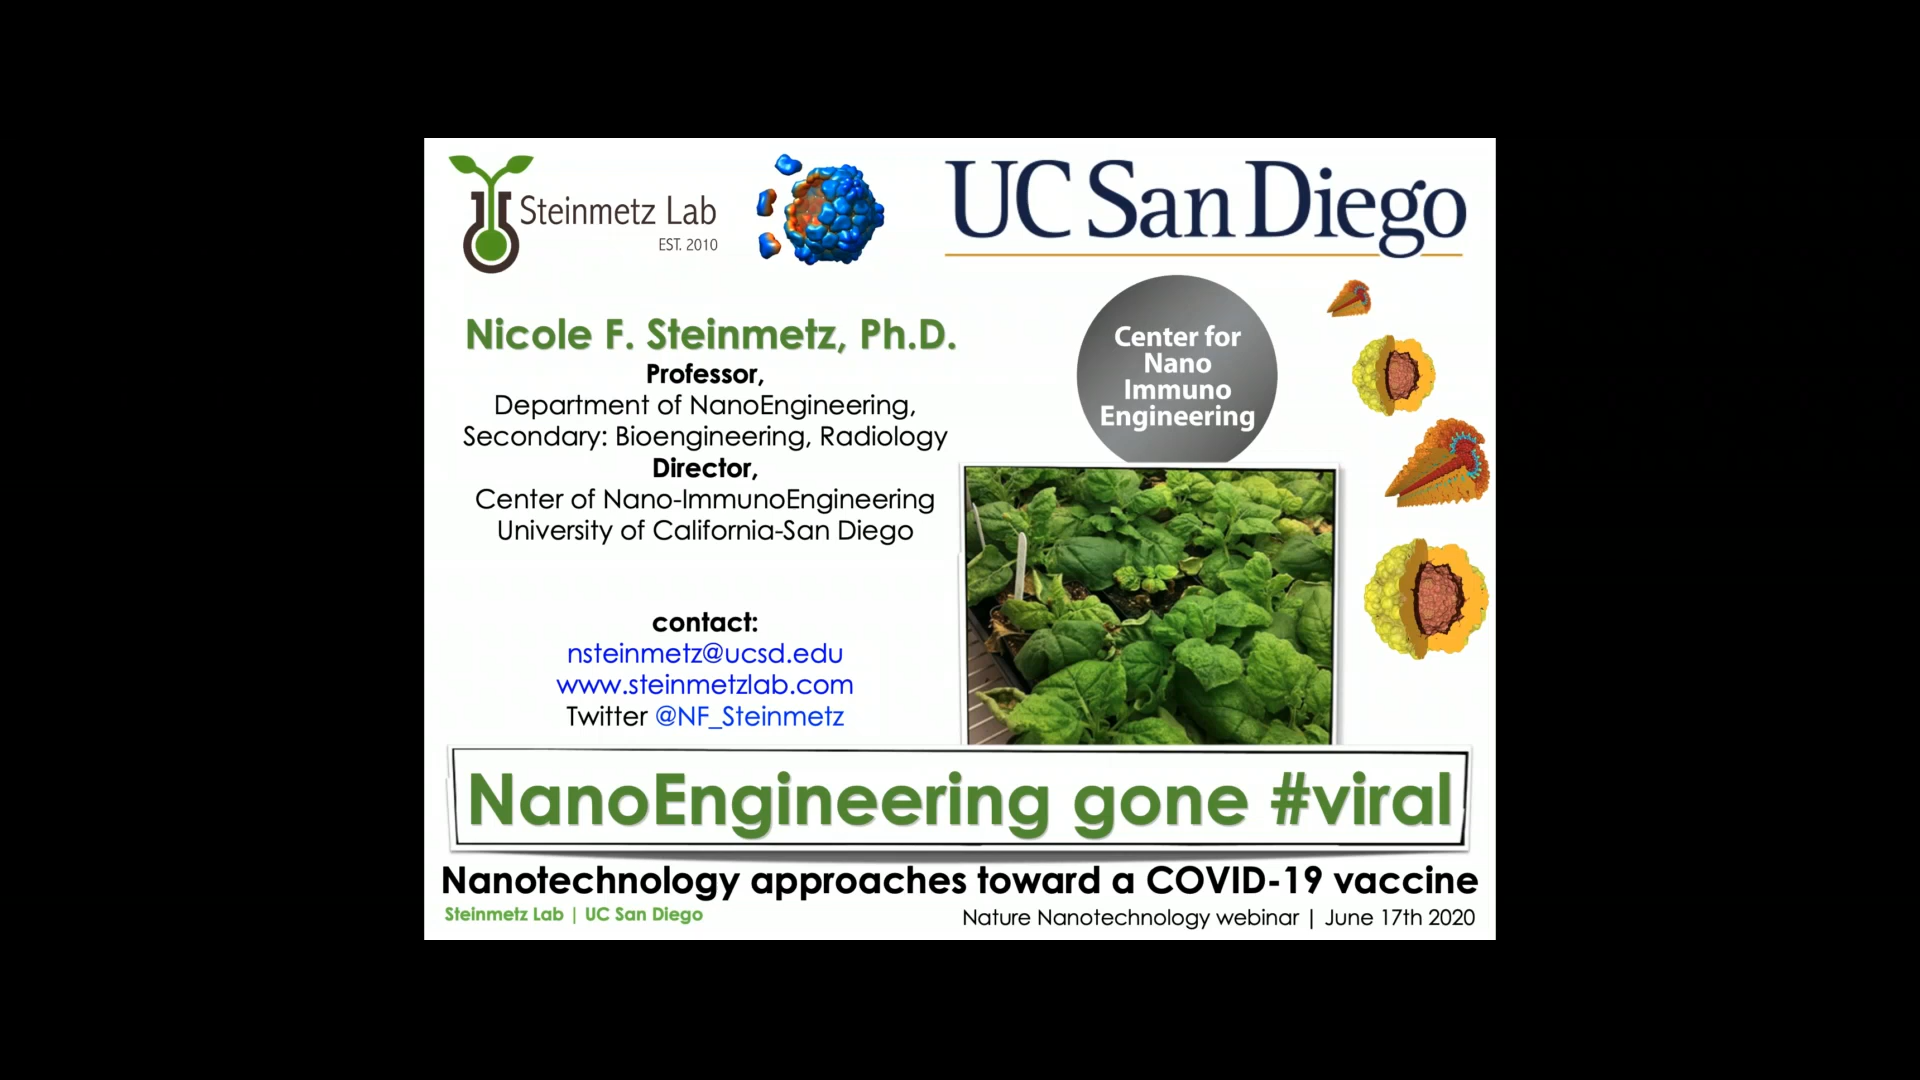 Steinmetz Lab
EST. 2010
UC San Diego
Nicole F. Steinmetz, Ph.D.
Professor,
Department of NanoEngineering,
Secondary: Bioengineering, Radiology
Director,
Center of Nano-ImmunoEngineering
University of California-San Diego
Center for
Nano
Immuno
Engineering
contact:
nsteinmetz@ucsd.edu
www.steinmetzlab.com
Twitter @NF_Steinmetz
NanoEngineering gone #viral
Nanotechnology approaches toward a COVID-19 vaccine
Steinmetz Lab | UC San Diego
Nature Nanotechnology webinar | June 17th 2020